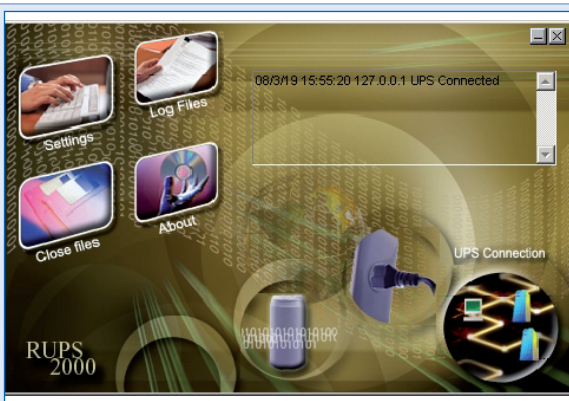 08/3/19 15:55:20 127.0.0.1 UPS Connected
Log Files
Settings
About
Close files
UPS Connection
RUPS
2000